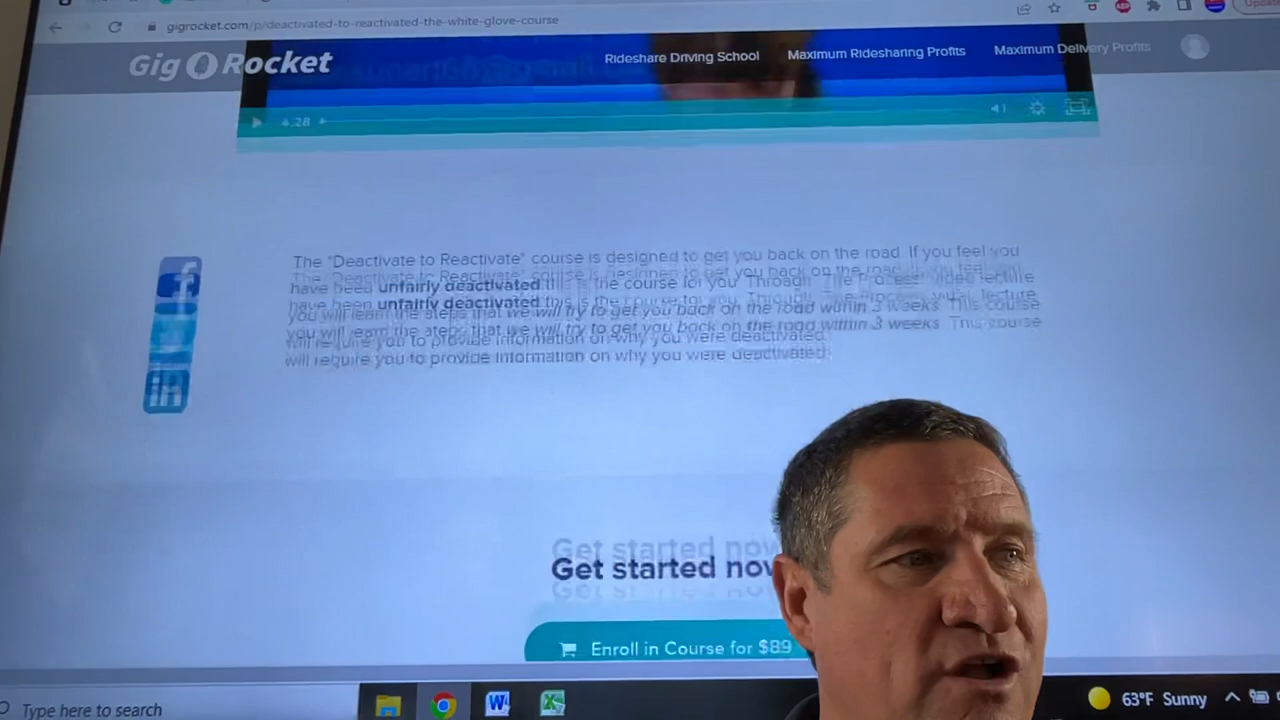 gigrocket.com/p/deactivated-to-reactivated-the-white-glove-course
Update
Gig Rocket
Rideshare Driving School
Maximum Ridesharing Profits
Maximum Delivery Profits
4:28
The "Deactivate to Reactivate" course is designed to get you back on the road. If you feel you
have been unfairly deactivated this is the course for you. Through "The Process" video lecture
you will learn the steps that we will try to get you back on the road within 3 weeks. This course
will require you to provide information on why you were deactivated.
f
in
Get started now
Enroll in Course for $89
Type here to search
W
X
63°F Sunny